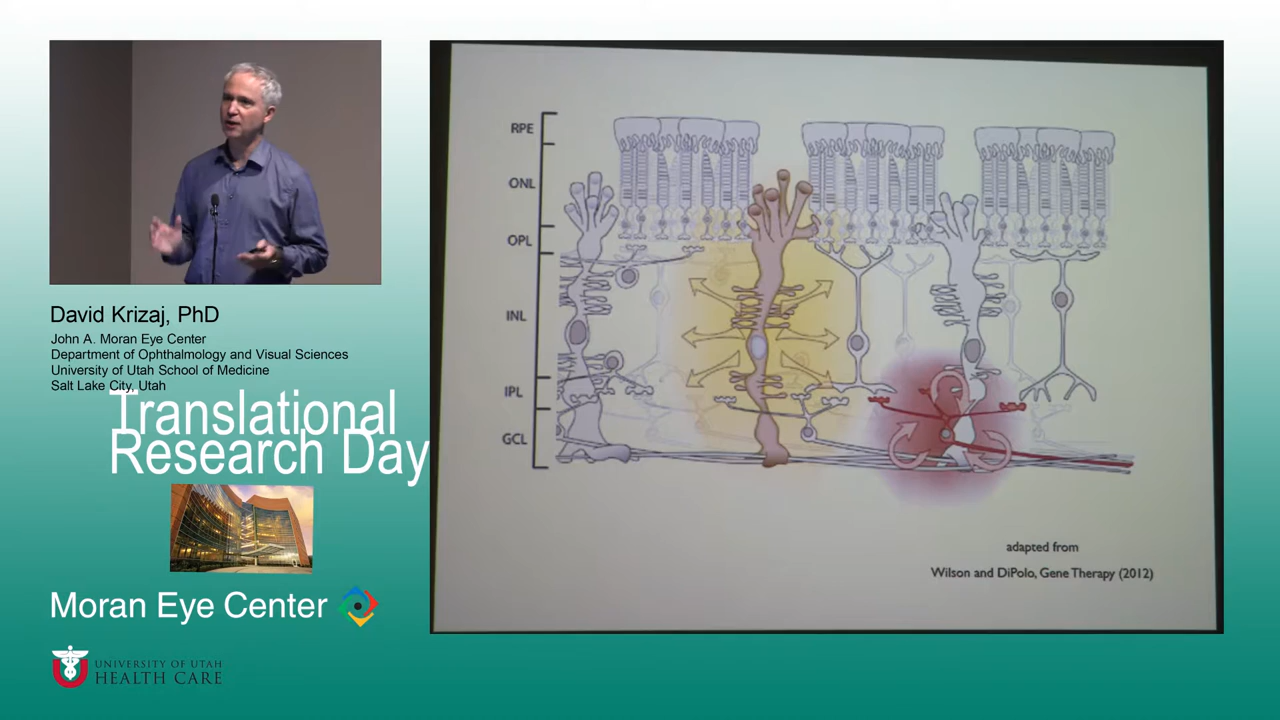 David Krizaj, PhD
John A. Moran Eye Center
Department of Ophthalmology and Visual Sciences
University of Utah School of Medicine
Salt Lake City, Utah
Translational
Research Day
Moran Eye Center
UNIVERSITY OF UTAH
HEALTH CARE
RPE
ONL
OPL
INL
IPL
GCL
adapted from
Wilson and DiPolo, Gene Therapy (2012)